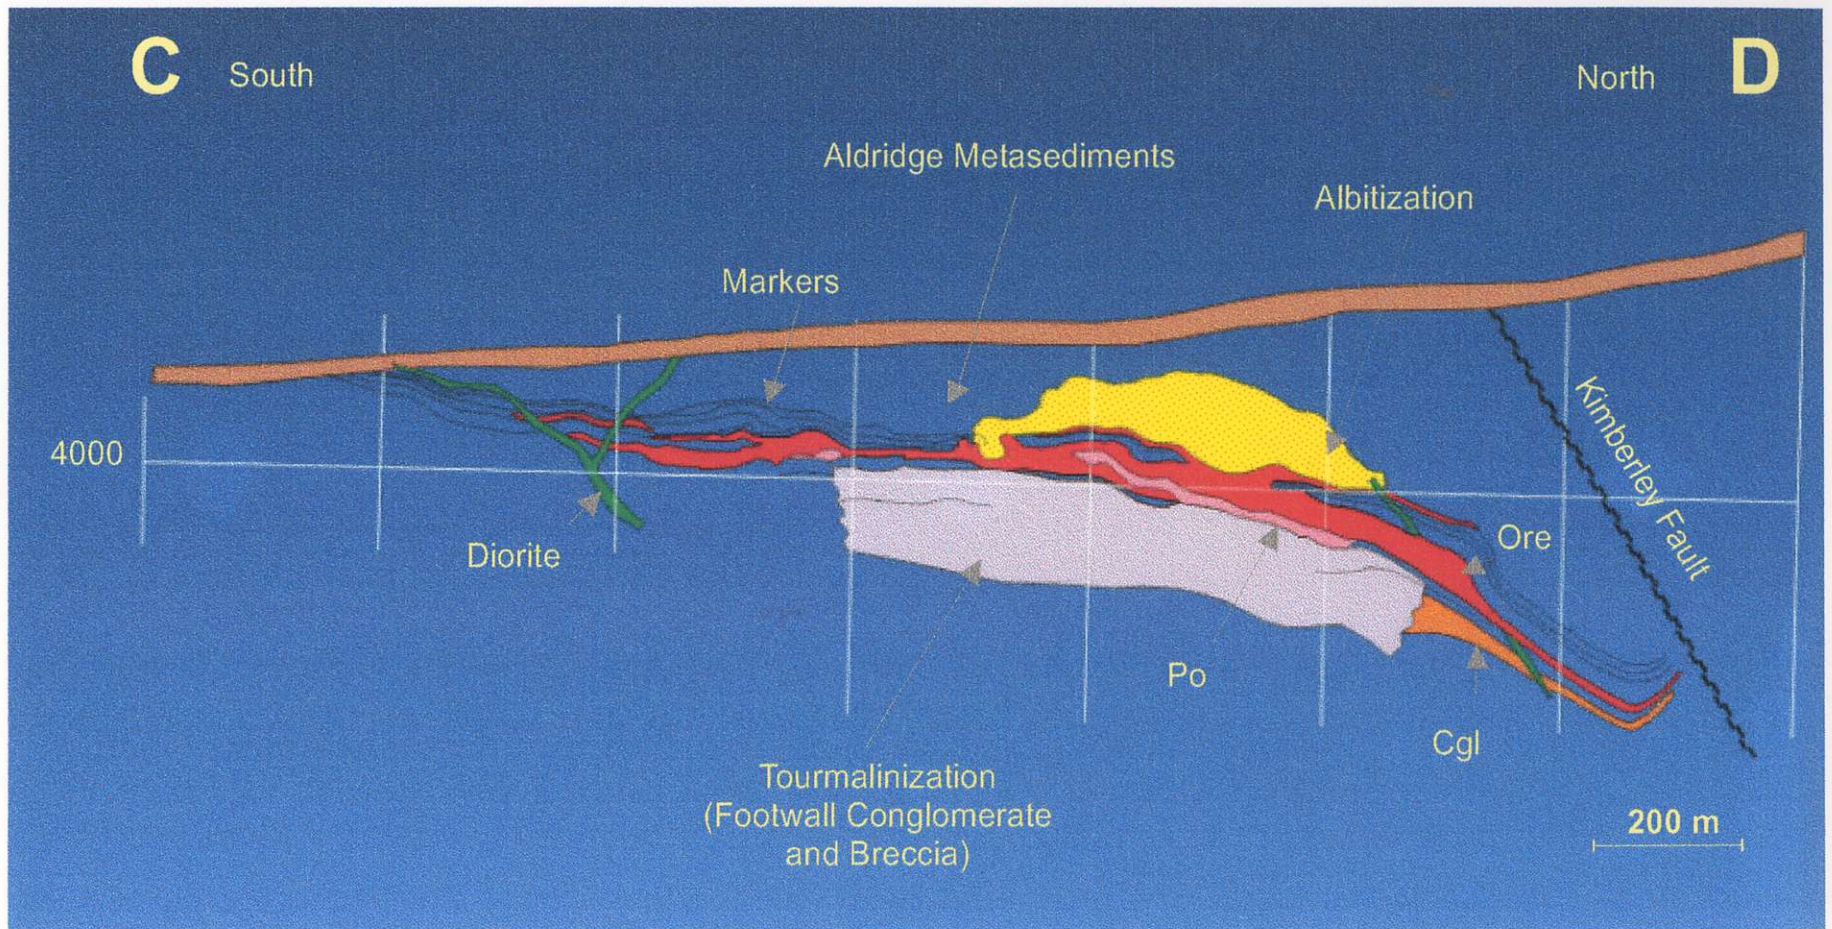 C South
North D
Aldridge Metasediments
Albitization
Markers
Kimberley Fault
4000
Ore
Diorite
Po
Cgl
Tourmalinization
(Footwall Conglomerate
and Breccia)
200 m